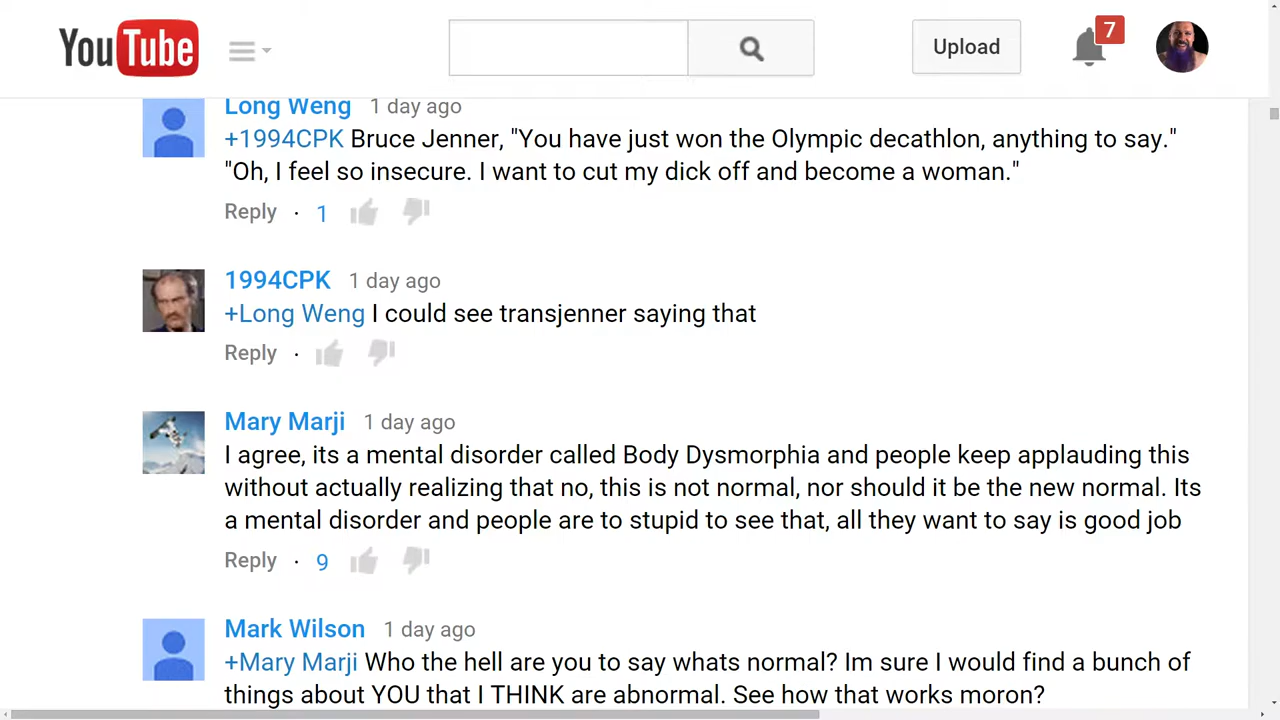 YouTube
Upload
7
Long Weng 1 day ago
+1994CPK Bruce Jenner, "You have just won the Olympic decathlon, anything to say."
"Oh, I feel so insecure. I want to cut my dick off and become a woman."
Reply · 1
1994CPK 1 day ago
+Long Weng I could see transjenner saying that
Reply ·
Mary Marji 1 day ago
I agree, its a mental disorder called Body Dysmorphia and people keep applauding this
without actually realizing that no, this is not normal, nor should it be the new normal. Its
a mental disorder and people are to stupid to see that, all they want to say is good job
Reply · 9
Mark Wilson 1 day ago
+Mary Marji Who the hell are you to say whats normal? Im sure I would find a bunch of
things about YOU that I THINK are abnormal. See how that works moron?